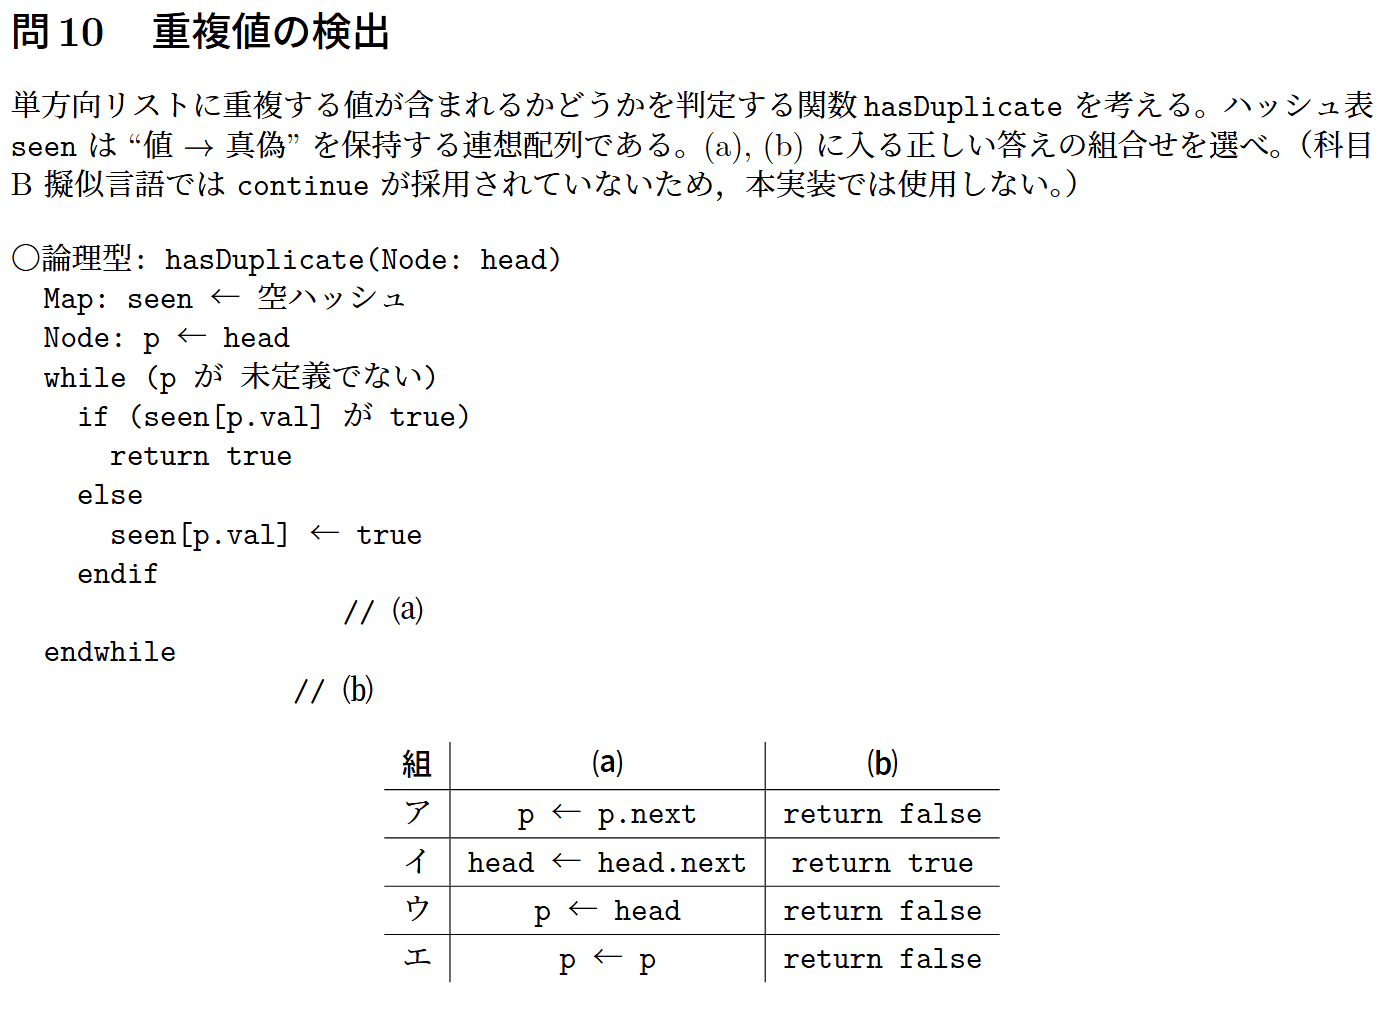 問 10　重複値の検出
単方向リストに重複する値が含まれるかどうかを判定する関数 hasDuplicate を考える。ハッシュ表
seen は “値 → 真偽” を保持する連想配列である。(a), (b) に入る正しい答えの組合せを選べ。（科目
B 擬似言語では continue が採用されていないため，本実装では使用しない。）
○論理型: hasDuplicate(Node: head)
  Map: seen ← 空ハッシュ
  Node: p ← head
  while (p が 未定義でない)
    if (seen[p.val] が true)
      return true
    else
      seen[p.val] ← true
    endif
                    // (a)
  endwhile
                 // (b)
組 (a) (b)
ア p ← p.next return false
イ head ← head.next return true
ウ p ← head return false
エ p ← p return false